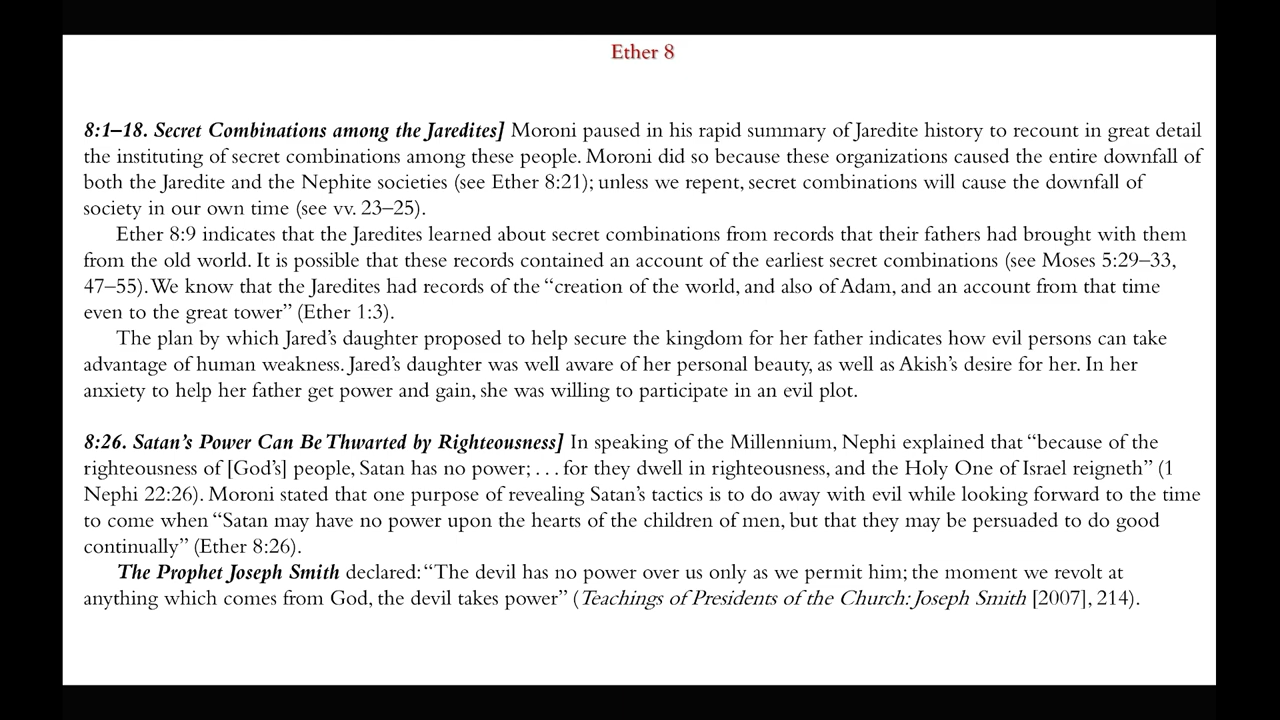 Ether 8
8:1–18. Secret Combinations among the Jaredites] Moroni paused in his rapid summary of Jaredite history to recount in great detail
the instituting of secret combinations among these people. Moroni did so because these organizations caused the entire downfall of
both the Jaredite and the Nephite societies (see Ether 8:21); unless we repent, secret combinations will cause the downfall of
society in our own time (see vv. 23–25).
Ether 8:9 indicates that the Jaredites learned about secret combinations from records that their fathers had brought with them
from the old world. It is possible that these records contained an account of the earliest secret combinations (see Moses 5:29–33,
47–55). We know that the Jaredites had records of the “creation of the world, and also of Adam, and an account from that time
even to the great tower” (Ether 1:3).
The plan by which Jared’s daughter proposed to help secure the kingdom for her father indicates how evil persons can take
advantage of human weakness. Jared’s daughter was well aware of her personal beauty, as well as Akish’s desire for her. In her
anxiety to help her father get power and gain, she was willing to participate in an evil plot.
8:26. Satan’s Power Can Be Thwarted by Righteousness] In speaking of the Millennium, Nephi explained that “because of the
righteousness of [God’s] people, Satan has no power; . . . for they dwell in righteousness, and the Holy One of Israel reigneth” (1
Nephi 22:26). Moroni stated that one purpose of revealing Satan’s tactics is to do away with evil while looking forward to the time
to come when “Satan may have no power upon the hearts of the children of men, but that they may be persuaded to do good
continually” (Ether 8:26).
The Prophet Joseph Smith declared: “The devil has no power over us only as we permit him; the moment we revolt at
anything which comes from God, the devil takes power” (Teachings of Presidents of the Church: Joseph Smith [2007], 214).